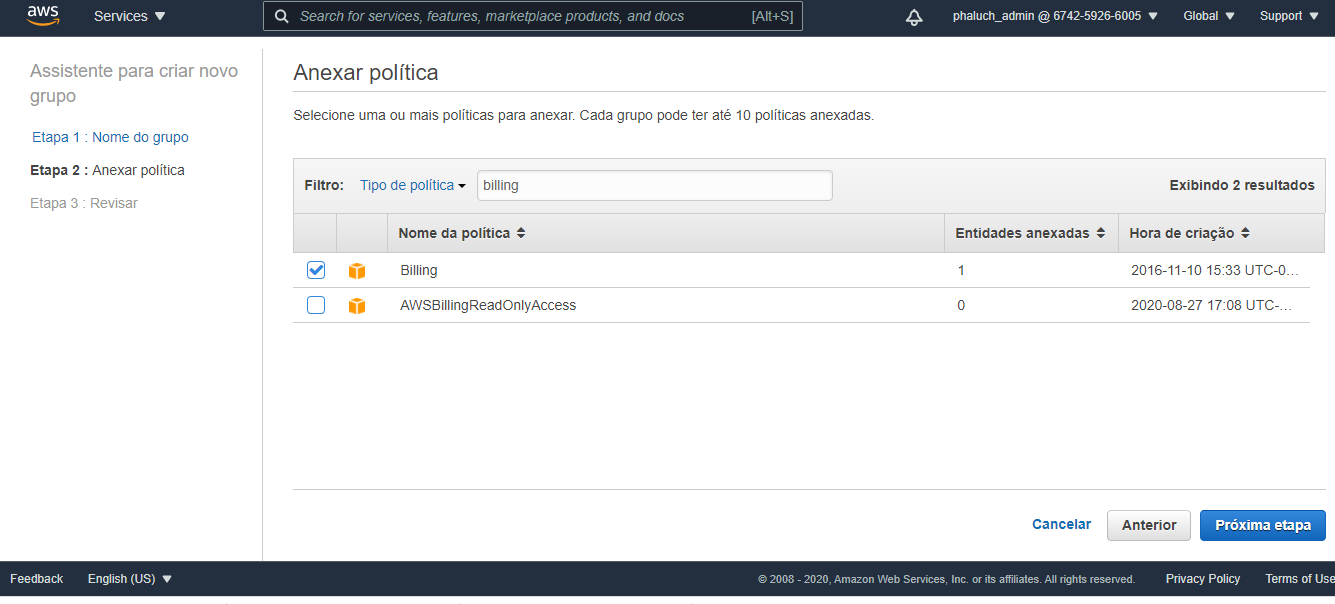 aws
Services
Search for services, features, marketplace products, and docs [Alt+S]
phaluch_admin @ 6742-5926-6005
Global
Support
Assistente para criar novo
grupo
Etapa 1 : Nome do grupo
Etapa 2 : Anexar política
Etapa 3 : Revisar
Anexar política
Selecione uma ou mais políticas para anexar. Cada grupo pode ter até 10 políticas anexadas.
Filtro: Tipo de política billing Exibindo 2 resultados
Nome da política Entidades anexadas Hora de criação
Billing 1 2016-11-10 15:33 UTC-0…
AWSBillingReadOnlyAccess 0 2020-08-27 17:08 UTC-…
Cancelar Anterior Próxima etapa
Feedback English (US) © 2008 - 2020, Amazon Web Services, Inc. or its affiliates. All rights reserved. Privacy Policy Terms of Use